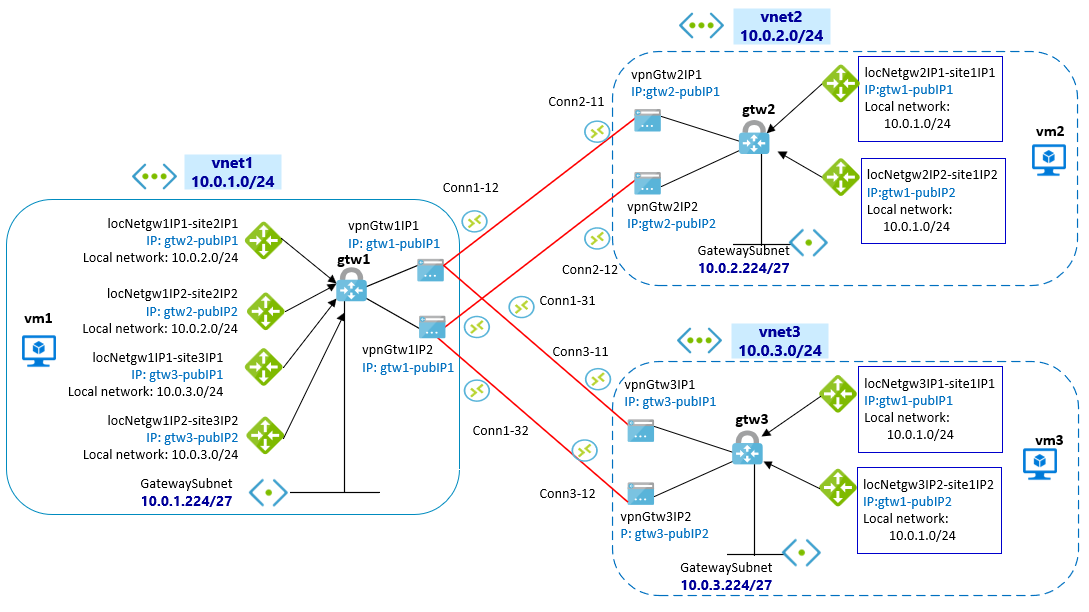 vnet2
10.0.2.0/24
vpnGtw2IP1
IP:gtw2-pubIP1
Conn2-11
gtw2
locNetgw2IP1-site1IP1
IP:gtw1-pubIP1
Local network:
10.0.1.0/24
vm2
vpnGtw2IP2
IP:gtw2-pubIP2
locNetgw2IP2-site1IP2
IP:gtw1-pubIP2
Local network:
10.0.1.0/24
GatewaySubnet
10.0.2.224/27
Conn2-12
vnet1
10.0.1.0/24
Conn1-12
locNetgw1IP1-site2IP1
IP: gtw2-pubIP1
Local network: 10.0.2.0/24
vpnGtw1IP1
IP: gtw1-pubIP1
gtw1
locNetgw1IP2-site2IP2
IP: gtw2-pubIP2
Local network: 10.0.2.0/24
vm1
vpnGtw1IP2
IP: gtw1-pubIP1
locNetgw1IP1-site3IP1
IP: gtw3-pubIP1
Local network: 10.0.3.0/24
locNetgw1IP2-site3IP2
IP: gtw3-pubIP2
Local network: 10.0.3.0/24
GatewaySubnet
10.0.1.224/27
Conn1-31
Conn3-11
Conn1-32
Conn3-12
vnet3
10.0.3.0/24
vpnGtw3IP1
IP: gtw3-pubIP1
gtw3
locNetgw3IP1-site1IP1
IP:gtw1-pubIP1
Local network:
10.0.1.0/24
vm3
vpnGtw3IP2
P: gtw3-pubIP2
locNetgw3IP2-site1IP2
IP:gtw1-pubIP2
Local network:
10.0.1.0/24
GatewaySubnet
10.0.3.224/27